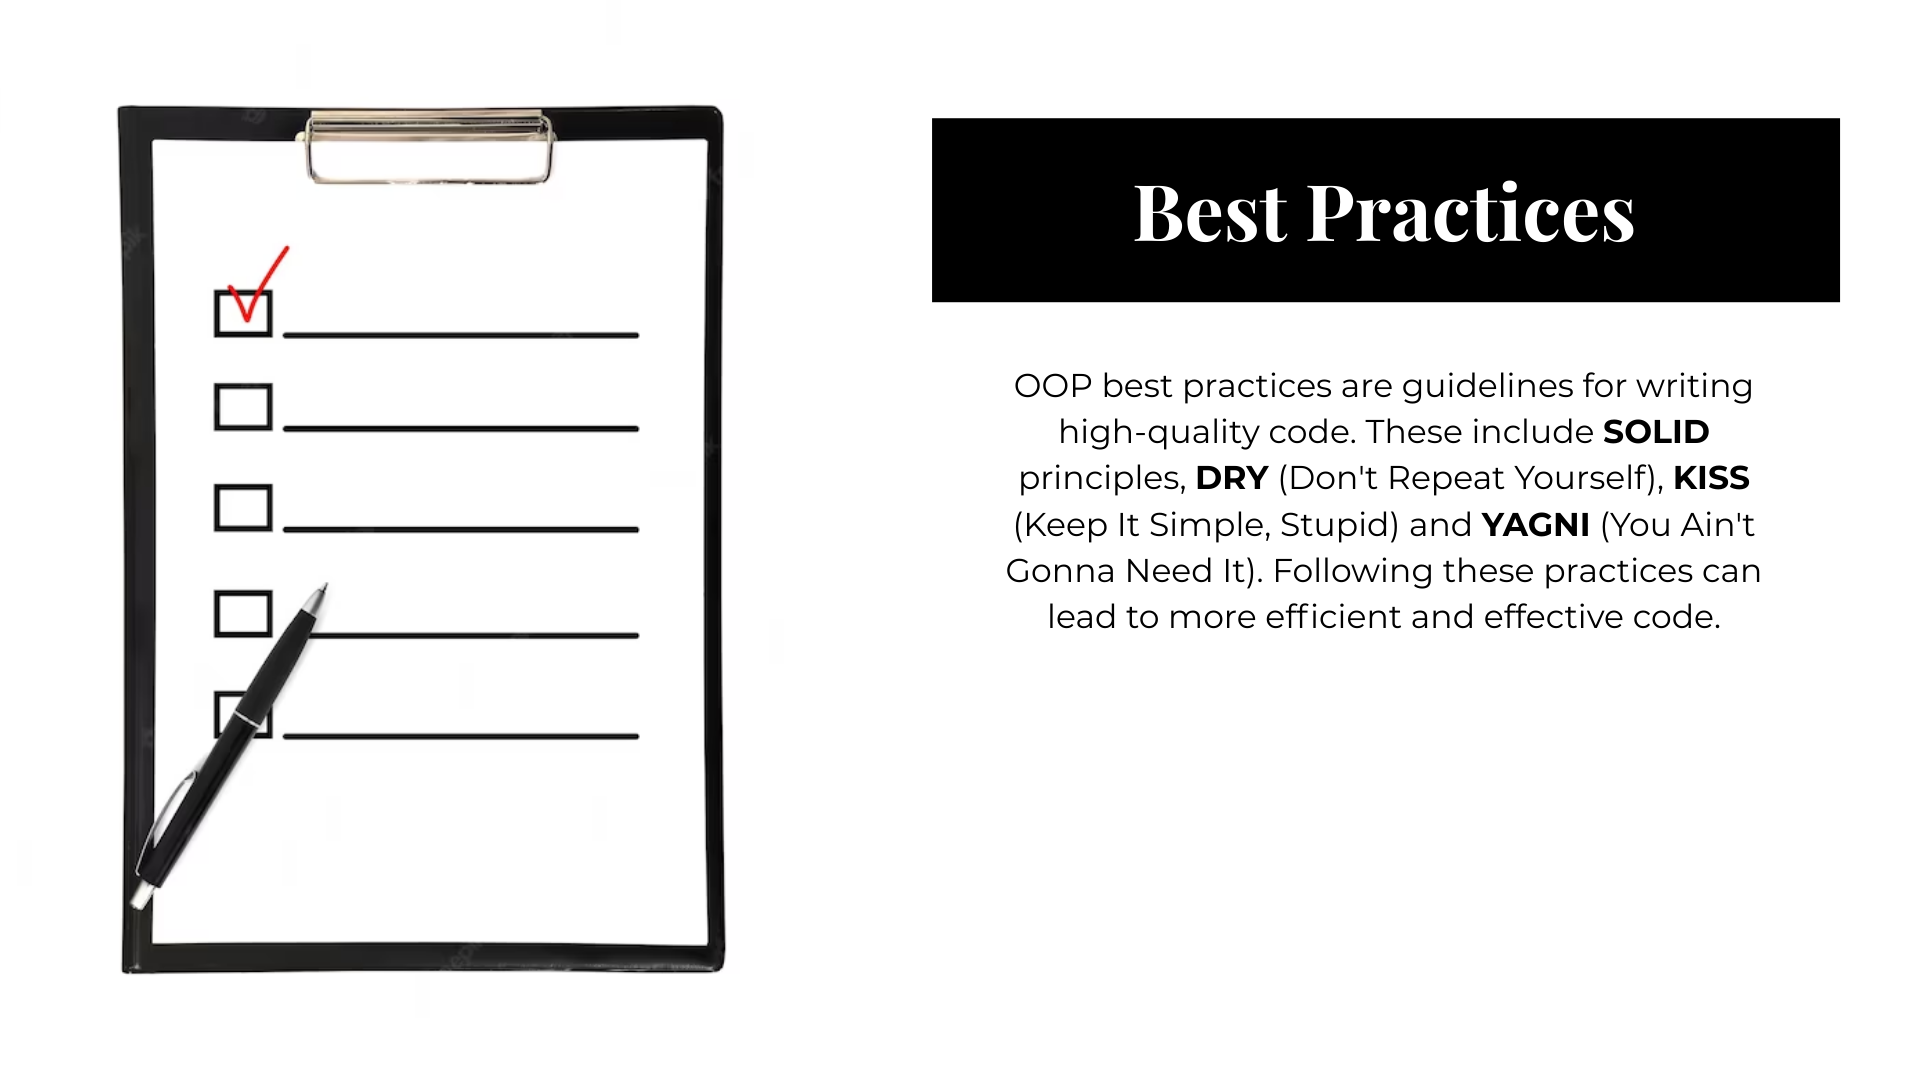 Best Practices
OOP best practices are guidelines for writing
high-quality code. These include SOLID
principles, DRY (Don't Repeat Yourself), KISS
(Keep It Simple, Stupid) and YAGNI (You Ain't
Gonna Need It). Following these practices can
lead to more efficient and effective code.